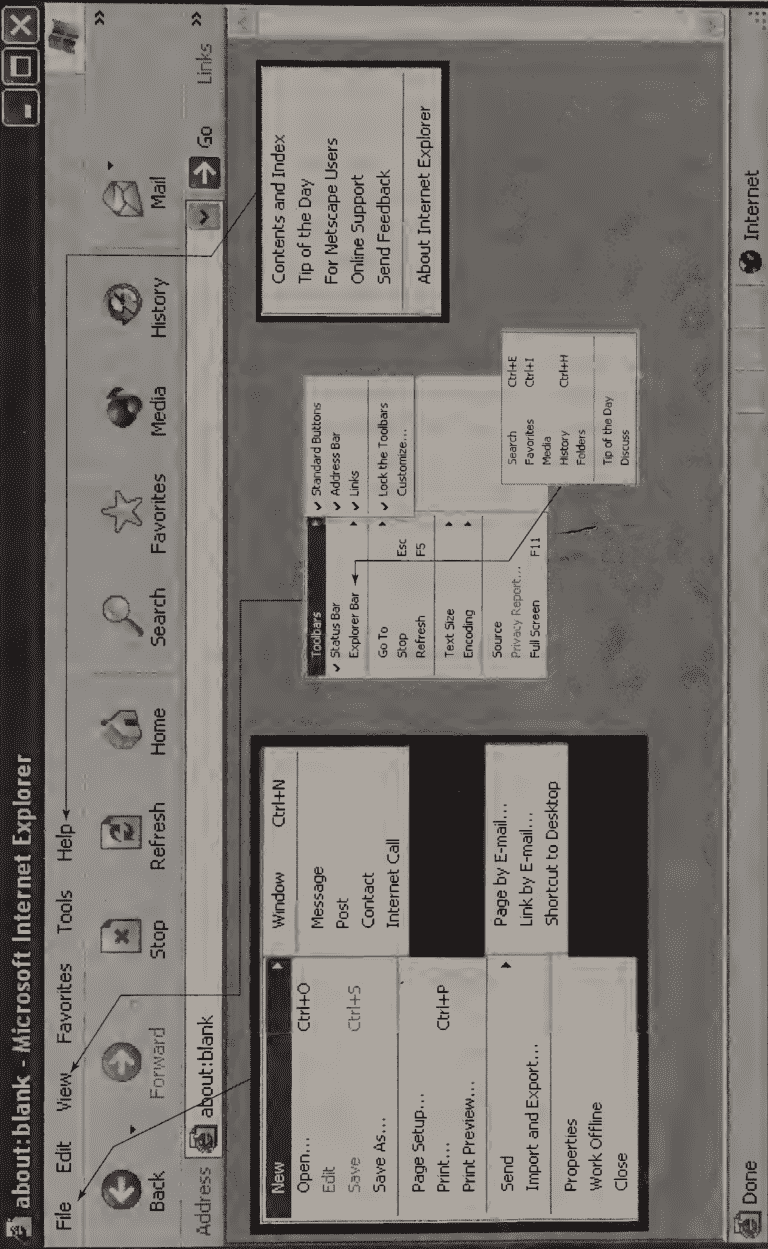 about:blank - Microsoft Internet Explorer
File Edit View Favorites Tools Help
Back Forward Stop Refresh Home Search Favorites Media History Mail
Address about:blank Go Links
New
Open... Ctrl+O
Edit
Save Ctrl+S
Save As...
Page Setup...
Print... Ctrl+P
Print Preview...
Send
Import and Export...
Properties
Work Offline
Close
Window Ctrl+N
Message
Post
Contact
Internet Call
Page by E-mail...
Link by E-mail...
Shortcut to Desktop
Toolbars
Status Bar
Explorer Bar
Go To
Stop Esc
Refresh F5
Text Size
Encoding
Source
Privacy Report...
Full Screen F11
Standard Buttons
Address Bar
Links
Lock the Toolbars
Customize...
Search Ctrl+E
Favorites Ctrl+I
Media
History Ctrl+H
Folders
Tip of the Day
Discuss
Contents and Index
Tip of the Day
For Netscape Users
Online Support
Send Feedback
About Internet Explorer
Done Internet